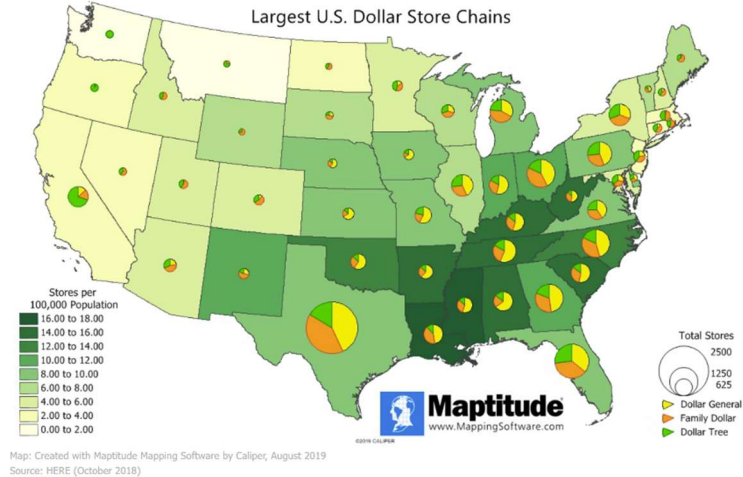 Largest U.S. Dollar Store Chains
Stores per
100,000 Population
16.00 to 18.00
14.00 to 16.00
12.00 to 14.00
10.00 to 12.00
8.00 to 10.00
6.00 to 8.00
4.00 to 6.00
2.00 to 4.00
0.00 to 2.00
Total Stores
2500
1250
625
Dollar General
Family Dollar
Dollar Tree
Maptitude
www.MappingSoftware.com
©2019 CALIPER
Map: Created with Maptitude Mapping Software by Caliper, August 2019
Source: HERE (October 2018)